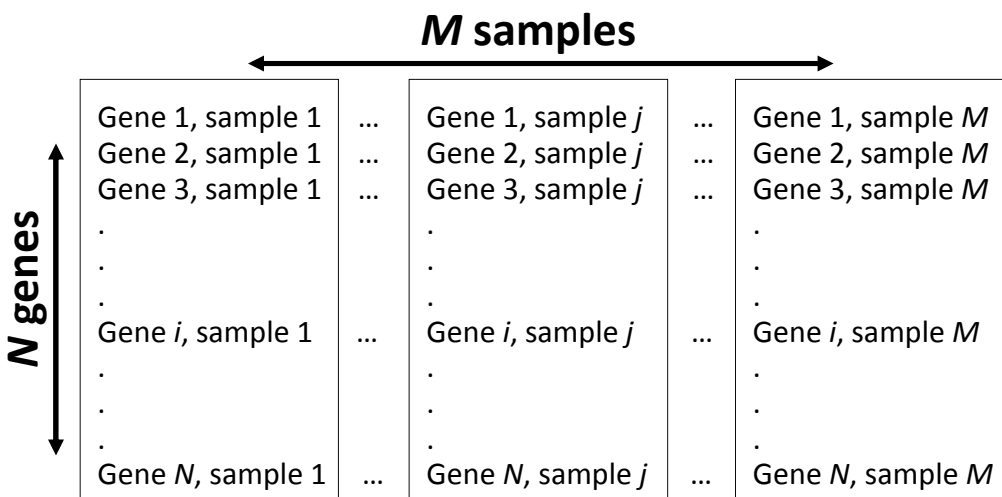 M samples
N genes
Gene 1, sample 1 ... Gene 1, sample j ... Gene 1, sample M
Gene 2, sample 1 ... Gene 2, sample j ... Gene 2, sample M
Gene 3, sample 1 ... Gene 3, sample j ... Gene 3, sample M
. . .
. . .
. . .
Gene i, sample 1 ... Gene i, sample j ... Gene i, sample M
. . .
. . .
. . .
Gene N, sample 1 ... Gene N, sample j ... Gene N, sample M